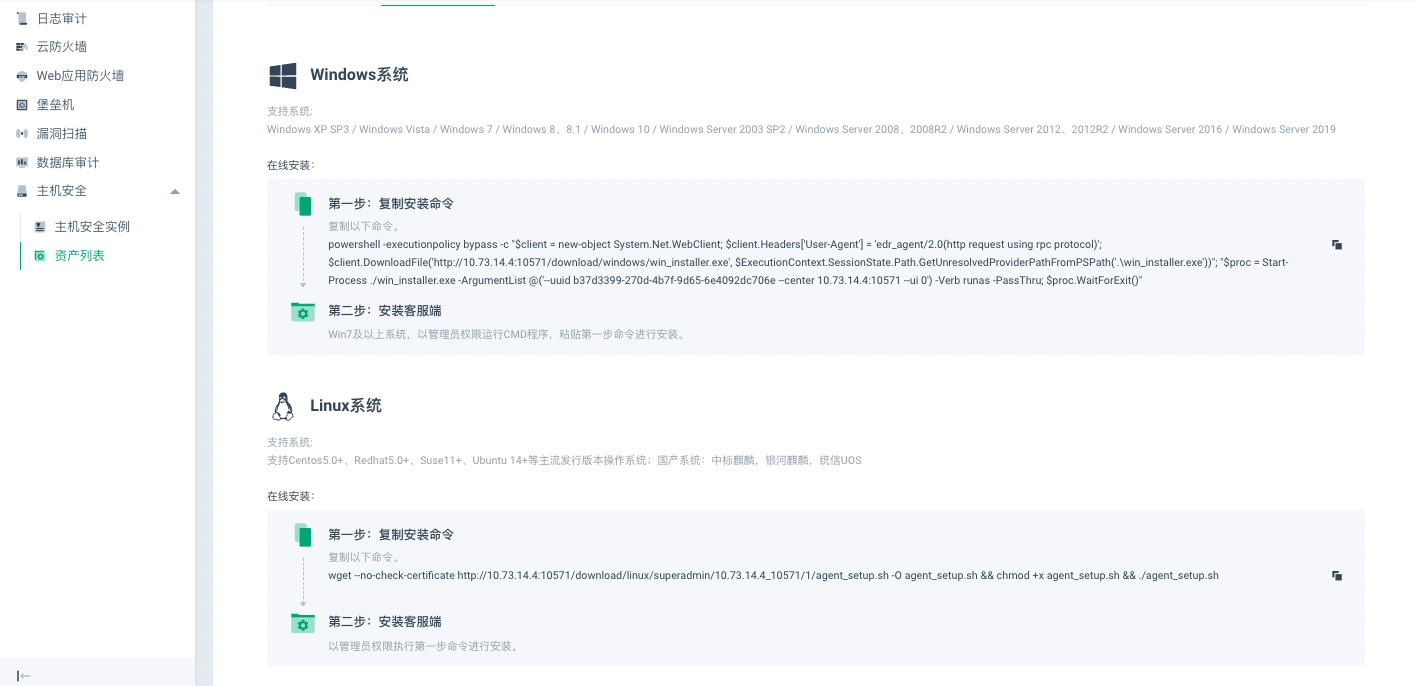 日志审计
云防火墙
Web应用防火墙
堡垒机
漏洞扫描
数据库审计
主机安全
主机安全实例
资产列表
Windows系统
支持系统:
Windows XP SP3 / Windows Vista / Windows 7 / Windows 8、8.1 / Windows 10 / Windows Server 2003 SP2 / Windows Server 2008、2008R2 / Windows Server 2012、2012R2 / Windows Server 2016 / Windows Server 2019
在线安装：
第一步：复制安装命令
复制以下命令。
powershell -executionpolicy bypass -c "$client = new-object System.Net.WebClient; $client.Headers['User-Agent'] = 'edr_agent/2.0(http request using rpc protocol)';
$client.DownloadFile('http://10.73.14.4:10571/download/windows/win_installer.exe', $ExecutionContext.SessionState.Path.GetUnresolvedProviderPathFromPSPath('.\win_installer.exe'))"; "$proc = Start-
Process ./win_installer.exe -ArgumentList @('--uuid b37d3399-270d-4b7f-9d65-6e4092dc706e --center 10.73.14.4:10571 --ui 0') -Verb runas -PassThru; $proc.WaitForExit()"
第二步：安装客服端
Win7及以上系统，以管理员权限运行CMD程序，粘贴第一步命令进行安装。
Linux系统
支持系统:
支持Centos5.0+、Redhat5.0+、Suse11+、Ubuntu 14+等主流发行版本操作系统；国产系统：中标麒麟，银河麒麟，统信UOS
在线安装：
第一步：复制安装命令
复制以下命令。
wget --no-check-certificate http://10.73.14.4:10571/download/linux/superadmin/10.73.14.4_10571/1/agent_setup.sh -O agent_setup.sh && chmod +x agent_setup.sh && ./agent_setup.sh
第二步：安装客服端
以管理员权限执行第一步命令进行安装。